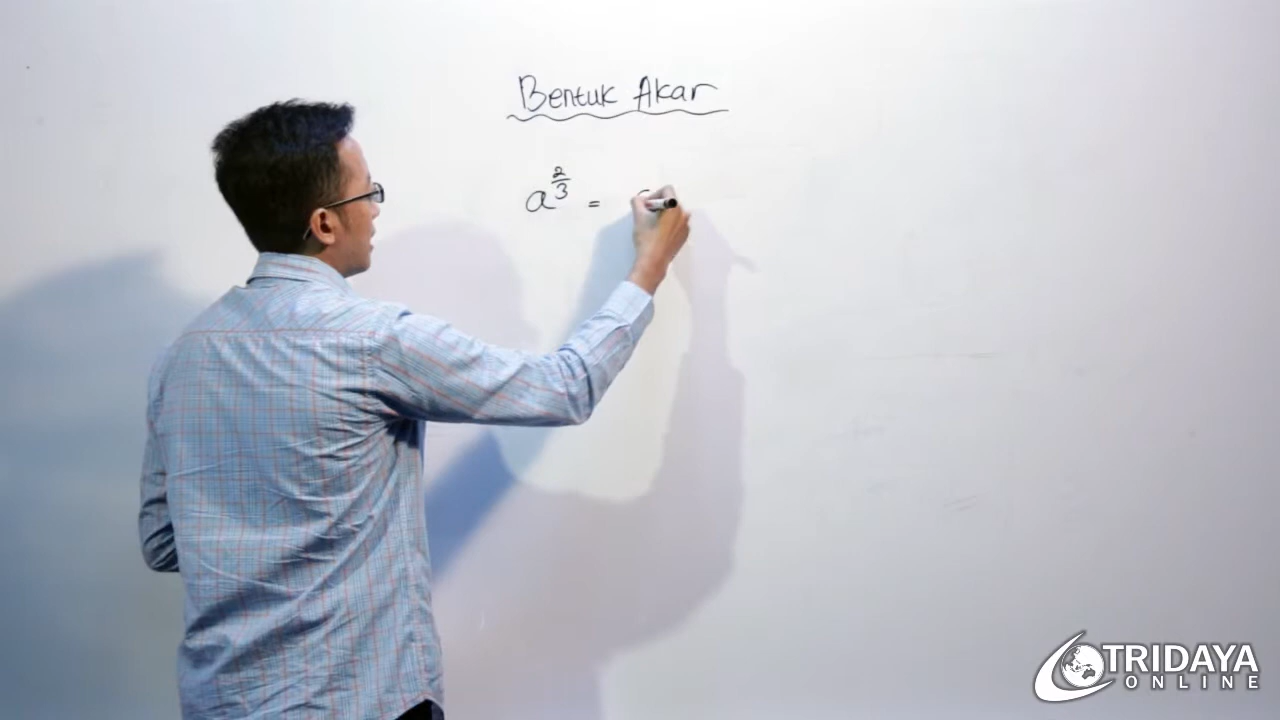 Bentuk Akar
a^{2/3} =
TRIDAYA
ONLINE